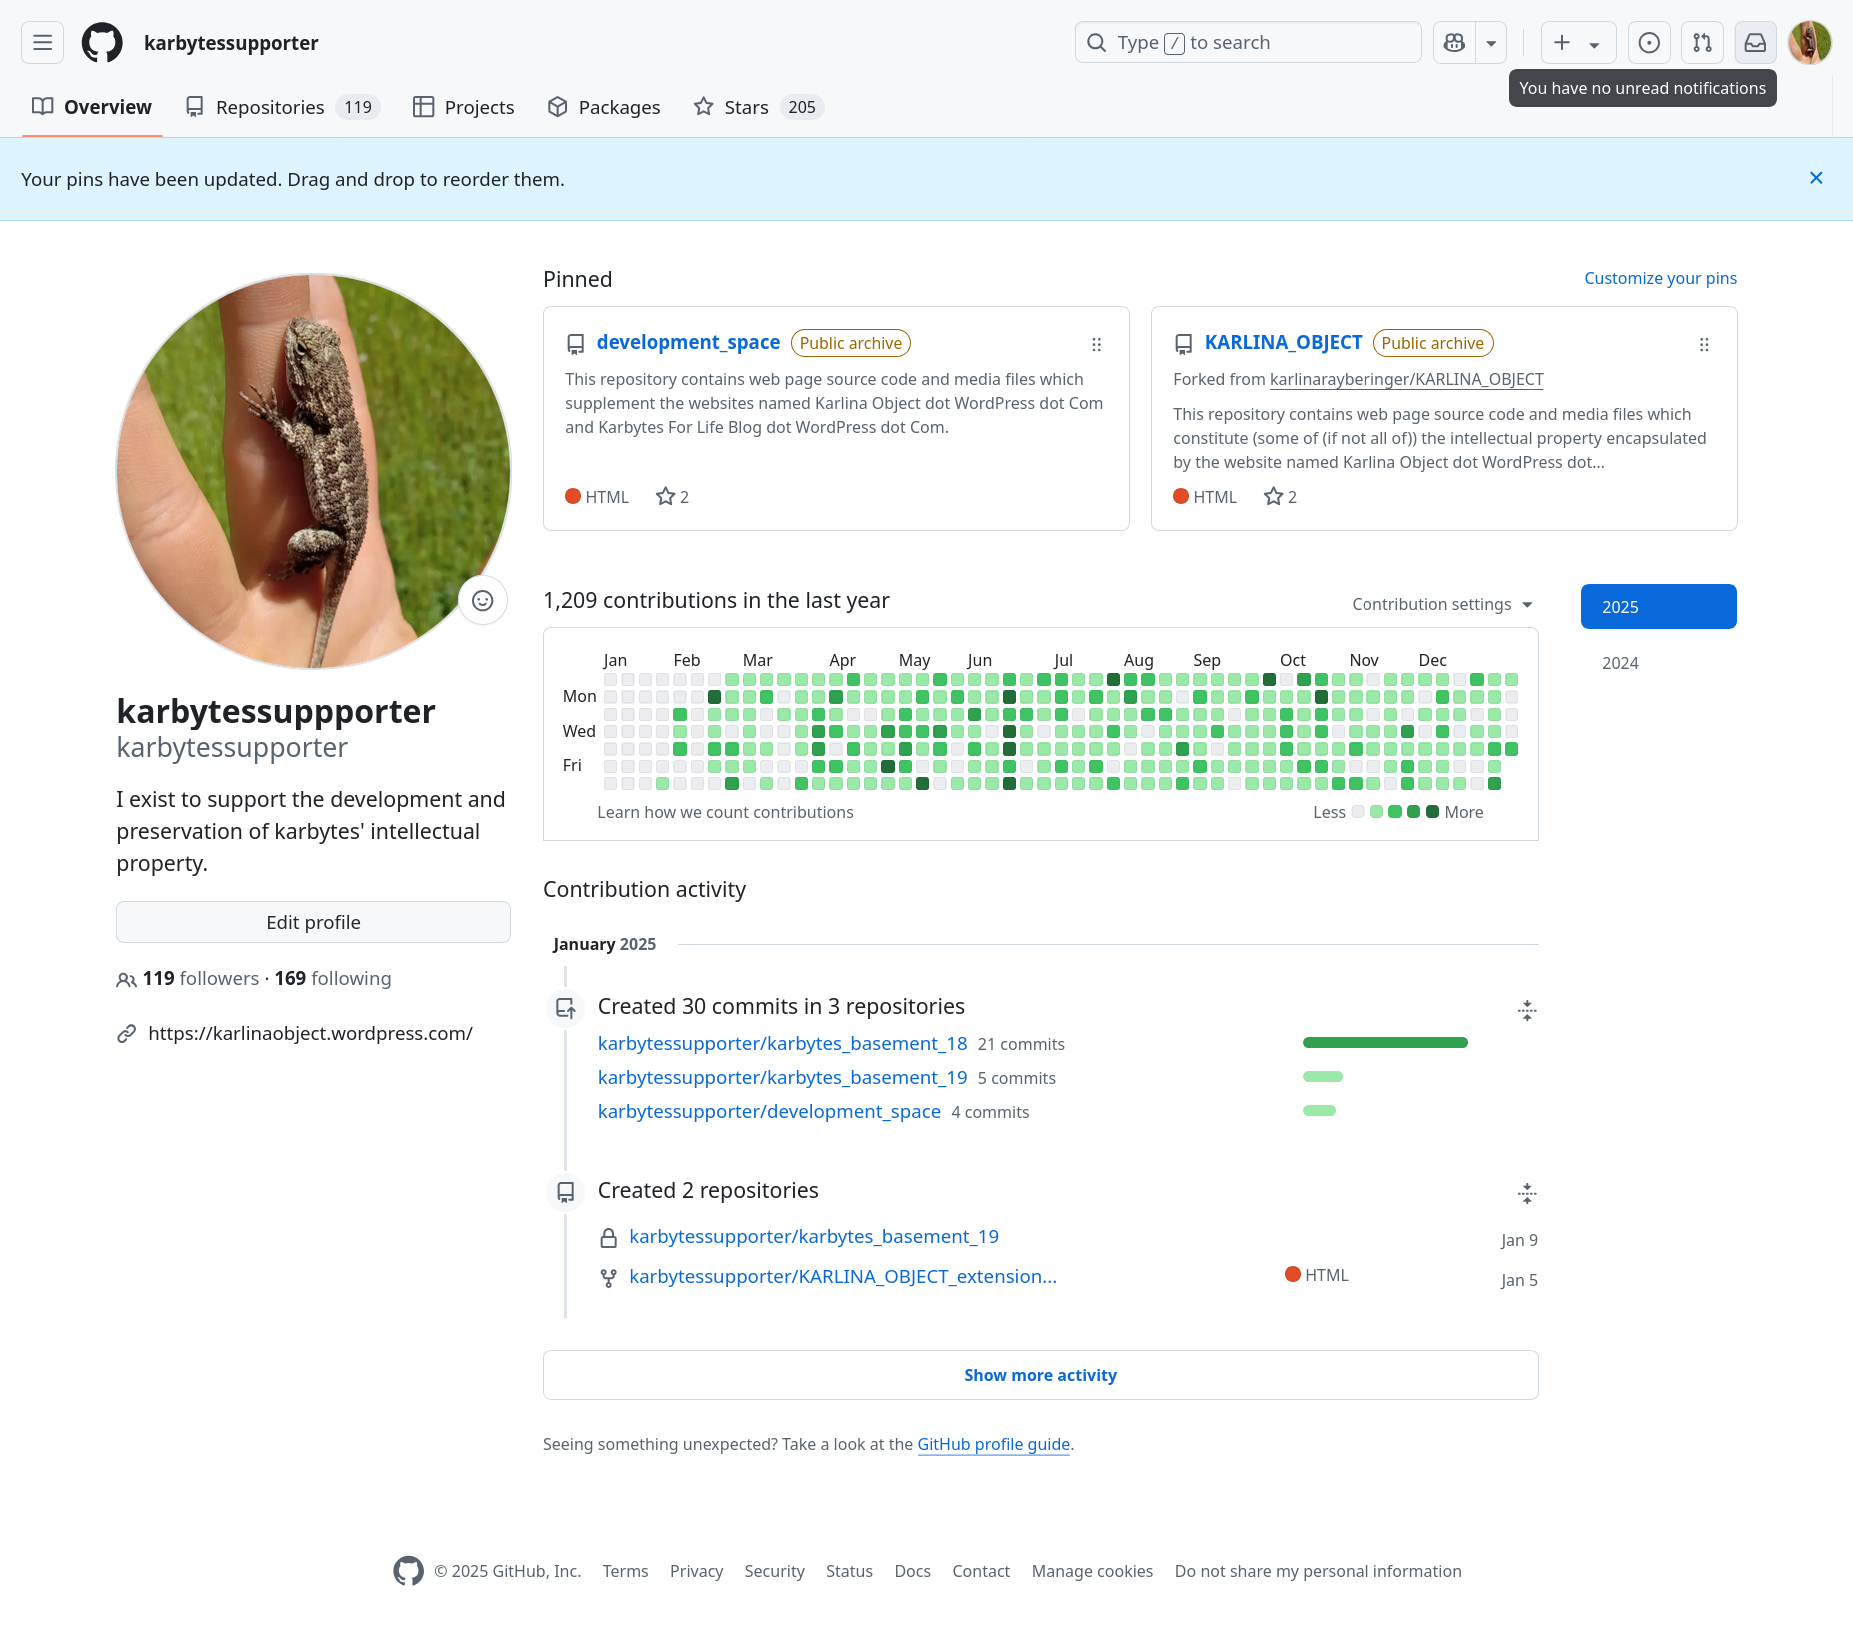 karbytessupporter
Type / to search
You have no unread notifications
Overview
Repositories 119
Projects
Packages
Stars 205
Your pins have been updated. Drag and drop to reorder them.
karbytessuppporter
karbytessupporter
I exist to support the development and
preservation of karbytes' intellectual
property.
Edit profile
119 followers · 169 following
https://karlinaobject.wordpress.com/
Pinned
Customize your pins
development_space Public archive
This repository contains web page source code and media files which
supplement the websites named Karlina Object dot WordPress dot Com
and Karbytes For Life Blog dot WordPress dot Com.
HTML 2
KARLINA_OBJECT Public archive
Forked from karlinarayberinger/KARLINA_OBJECT
This repository contains web page source code and media files which
constitute (some of (if not all of)) the intellectual property encapsulated
by the website named Karlina Object dot WordPress dot...
HTML 2
1,209 contributions in the last year
Contribution settings
2025
2024
Jan Feb Mar Apr May Jun Jul Aug Sep Oct Nov Dec
Mon
Wed
Fri
Learn how we count contributions
Less More
Contribution activity
January 2025
Created 30 commits in 3 repositories
karbytessupporter/karbytes_basement_18 21 commits
karbytessupporter/karbytes_basement_19 5 commits
karbytessupporter/development_space 4 commits
Created 2 repositories
karbytessupporter/karbytes_basement_19 Jan 9
karbytessupporter/KARLINA_OBJECT_extension... HTML Jan 5
Show more activity
Seeing something unexpected? Take a look at the GitHub profile guide.
© 2025 GitHub, Inc. Terms Privacy Security Status Docs Contact Manage cookies Do not share my personal information